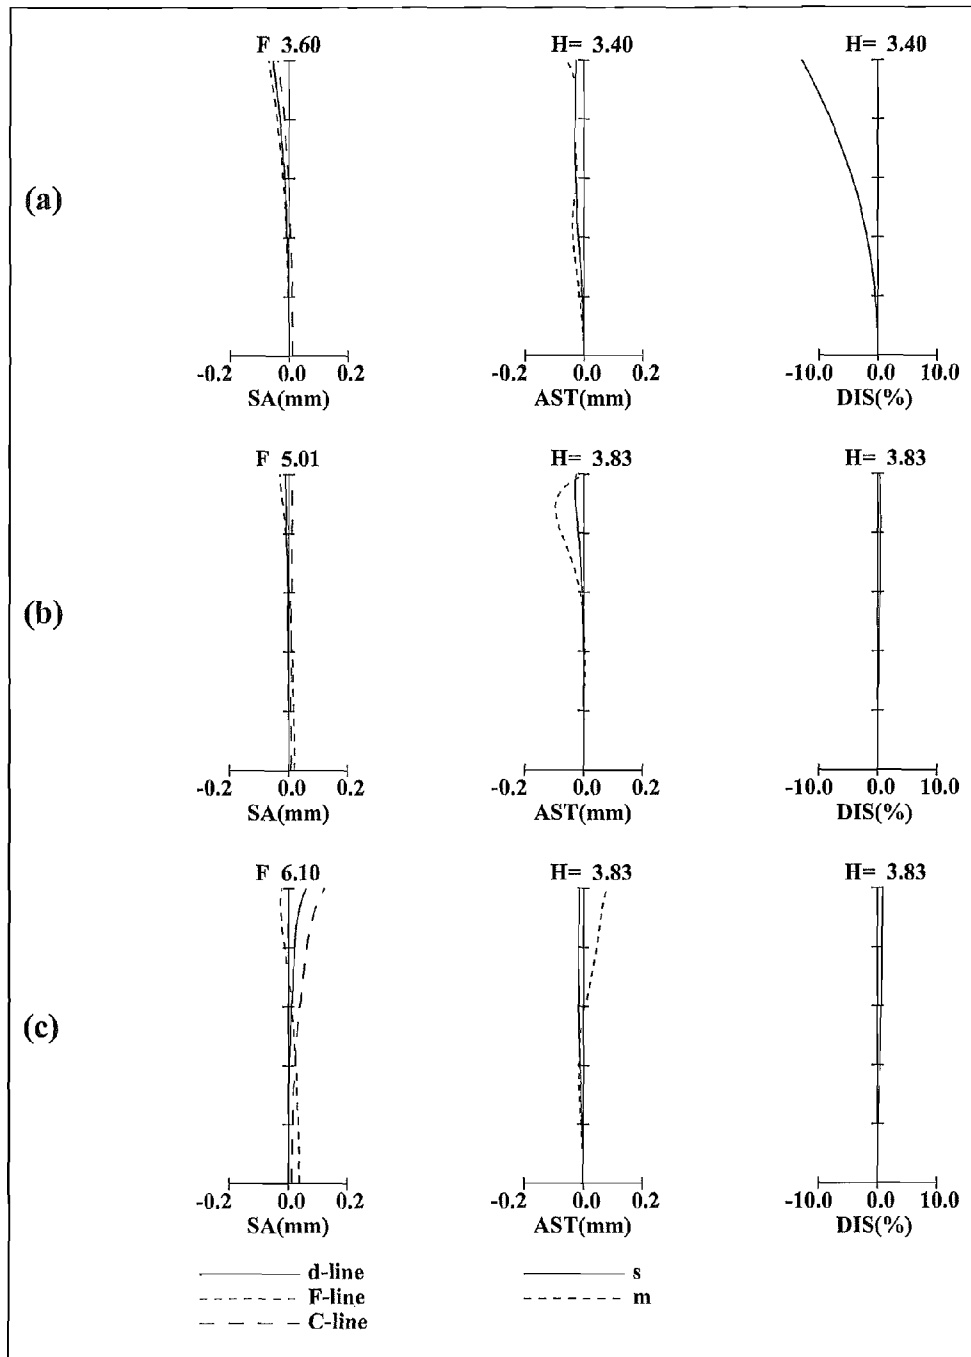 (a)
F 3.60
H= 3.40
H= 3.40
-0.2 0.0 0.2
SA(mm)
-0.2 0.0 0.2
AST(mm)
-10.0 0.0 10.0
DIS(%)
(b)
F 5.01
H= 3.83
H= 3.83
-0.2 0.0 0.2
SA(mm)
-0.2 0.0 0.2
AST(mm)
-10.0 0.0 10.0
DIS(%)
(c)
F 6.10
H= 3.83
H= 3.83
-0.2 0.0 0.2
SA(mm)
-0.2 0.0 0.2
AST(mm)
-10.0 0.0 10.0
DIS(%)
d-line
F-line
C-line
s
m